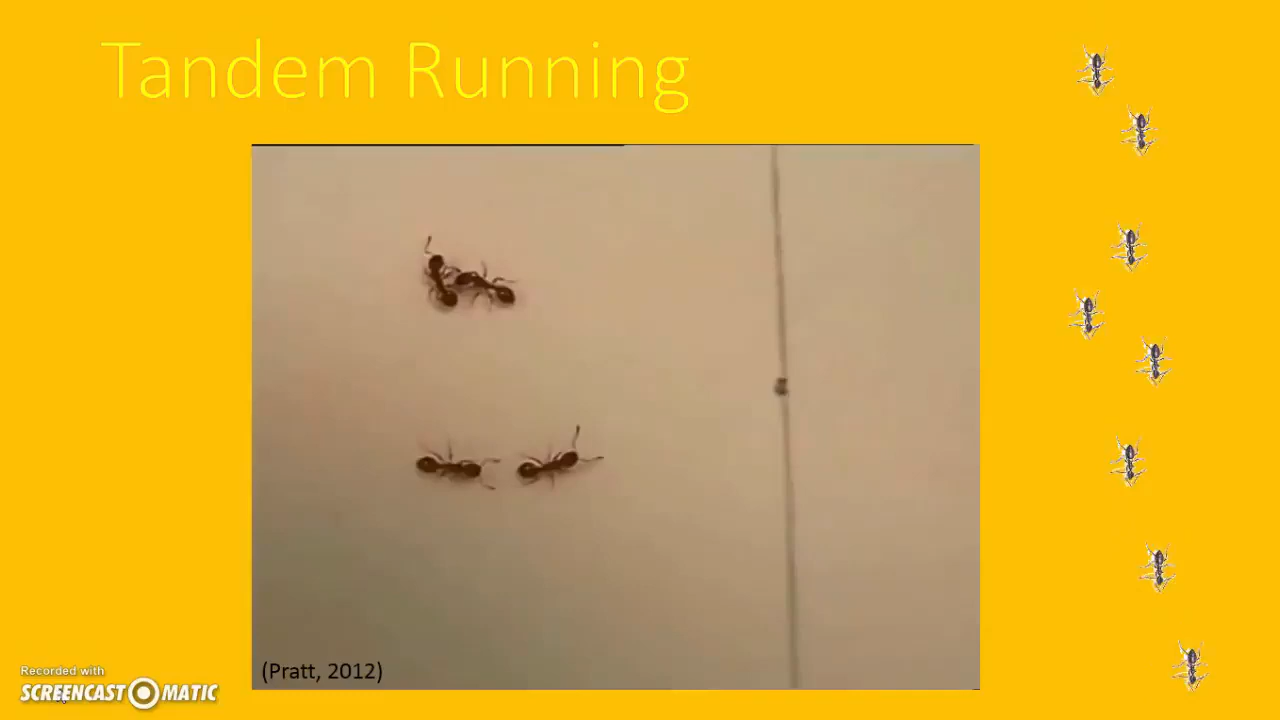 Tandem Running
(Pratt, 2012)
Recorded with
SCREENCAST MATIC